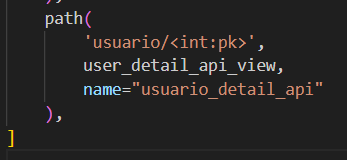 ),
path(
'usuario/<int:pk>',
user_detail_api_view,
name="usuario_detail_api"
),
]